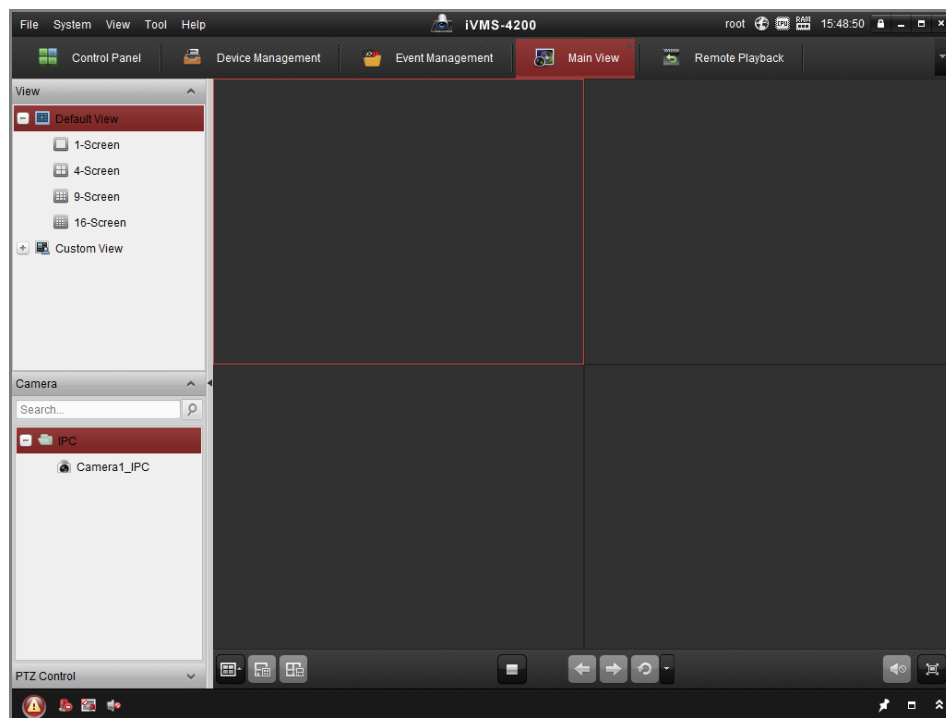 File System View Tool Help iVMS-4200 root CPU RAM 15:48:50
Control Panel Device Management Event Management Main View Remote Playback
View
Default View
1-Screen
4-Screen
9-Screen
16-Screen
Custom View
Camera
Search...
IPC
Camera1_IPC
PTZ Control